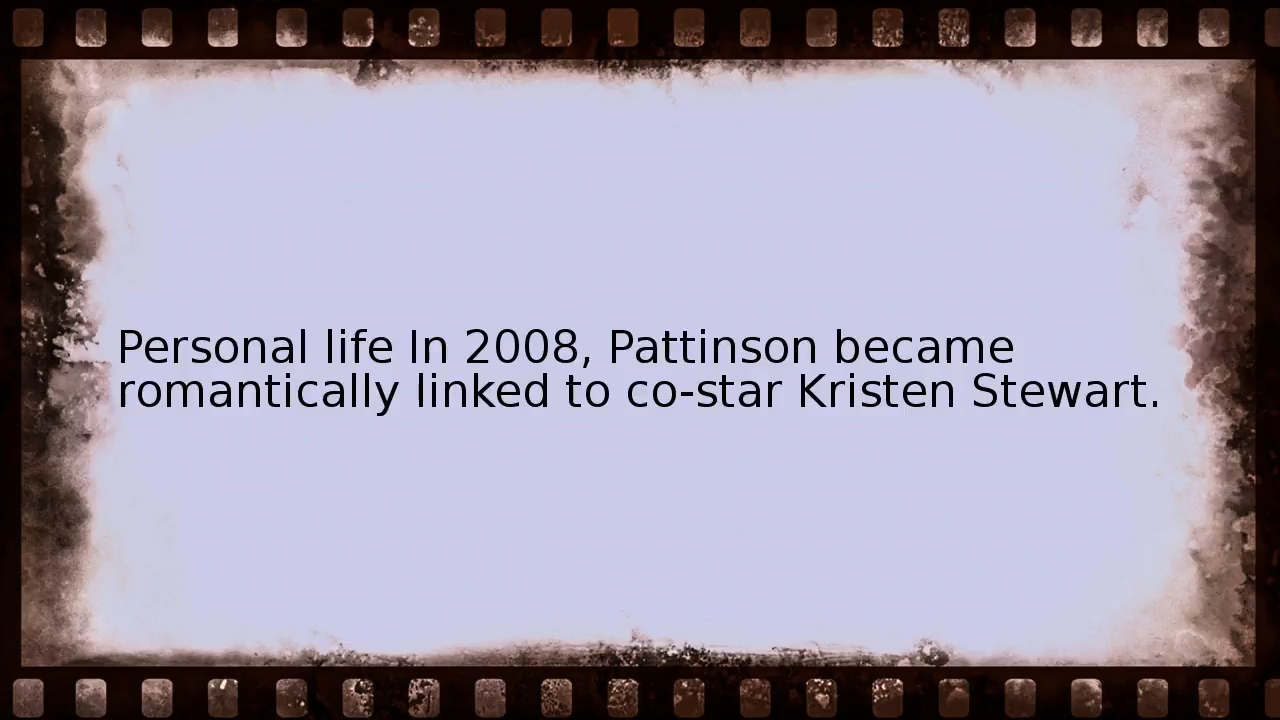 Personal life In 2008, Pattinson became
romantically linked to co-star Kristen Stewart.